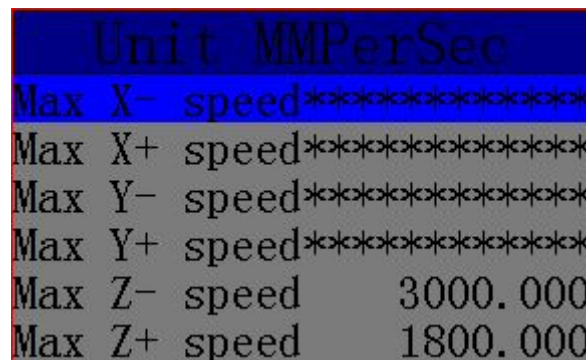 Unit MMPerSec
Max X- speed************
Max X+ speed************
Max Y- speed************
Max Y+ speed************
Max Z- speed 3000.000
Max Z+ speed 1800.000